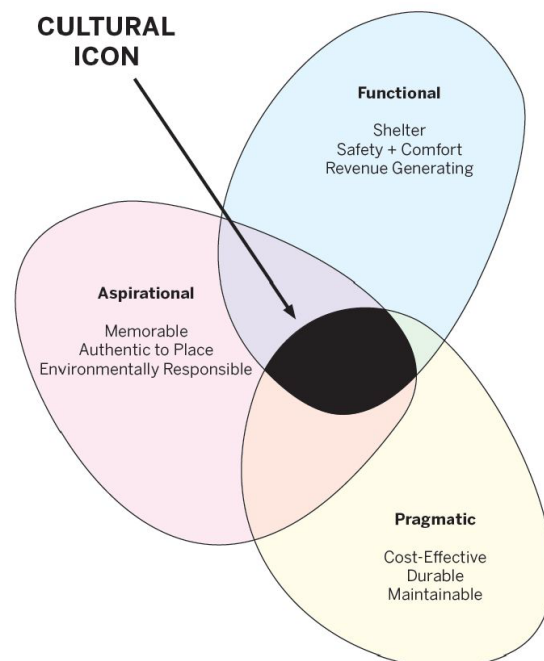 CULTURAL
ICON
Functional
Shelter
Safety + Comfort
Revenue Generating
Aspirational
Memorable
Authentic to Place
Environmentally Responsible
Pragmatic
Cost-Effective
Durable
Maintainable